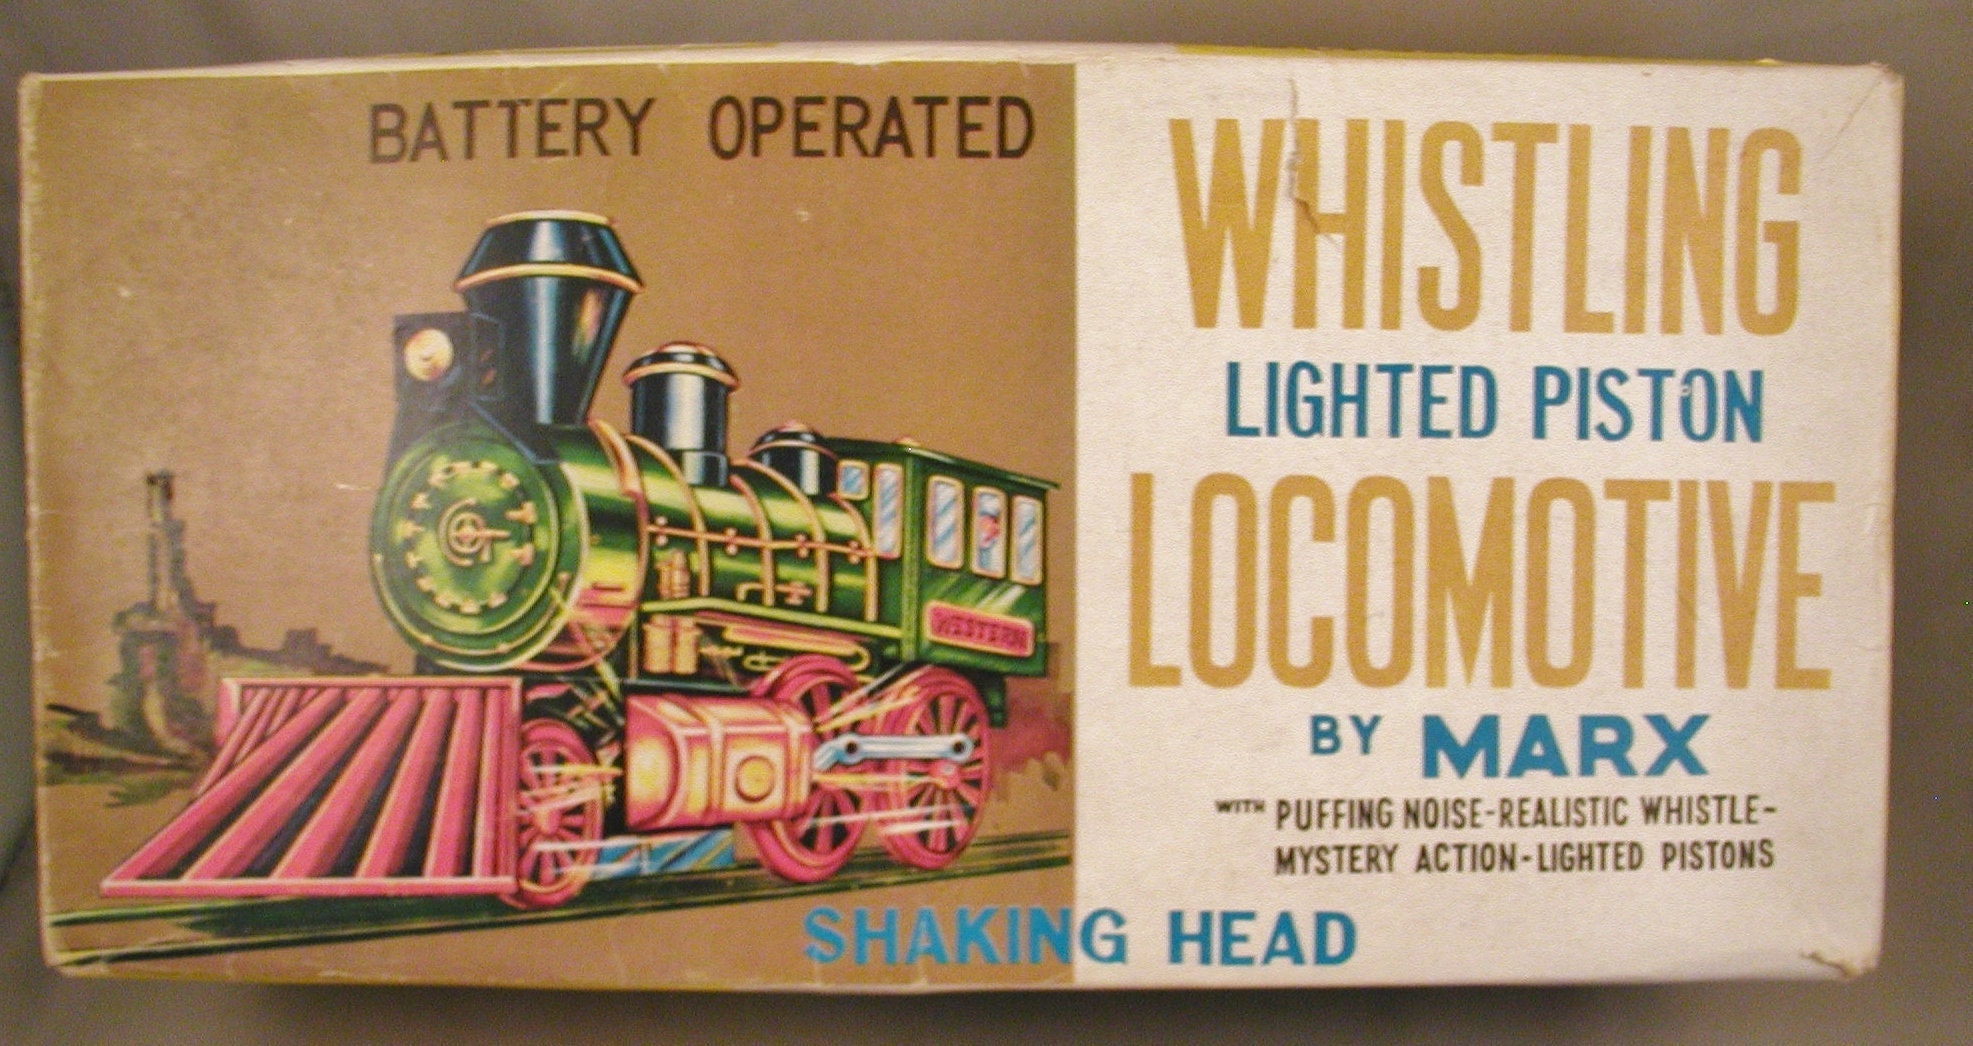 BATTERY OPERATED
WHISTLING
LIGHTED PISTON
LOCOMOTIVE
BY MARX
WITH PUFFING NOISE-REALISTIC WHISTLE-
MYSTERY ACTION-LIGHTED PISTONS
SHAKING HEAD
WESTERN